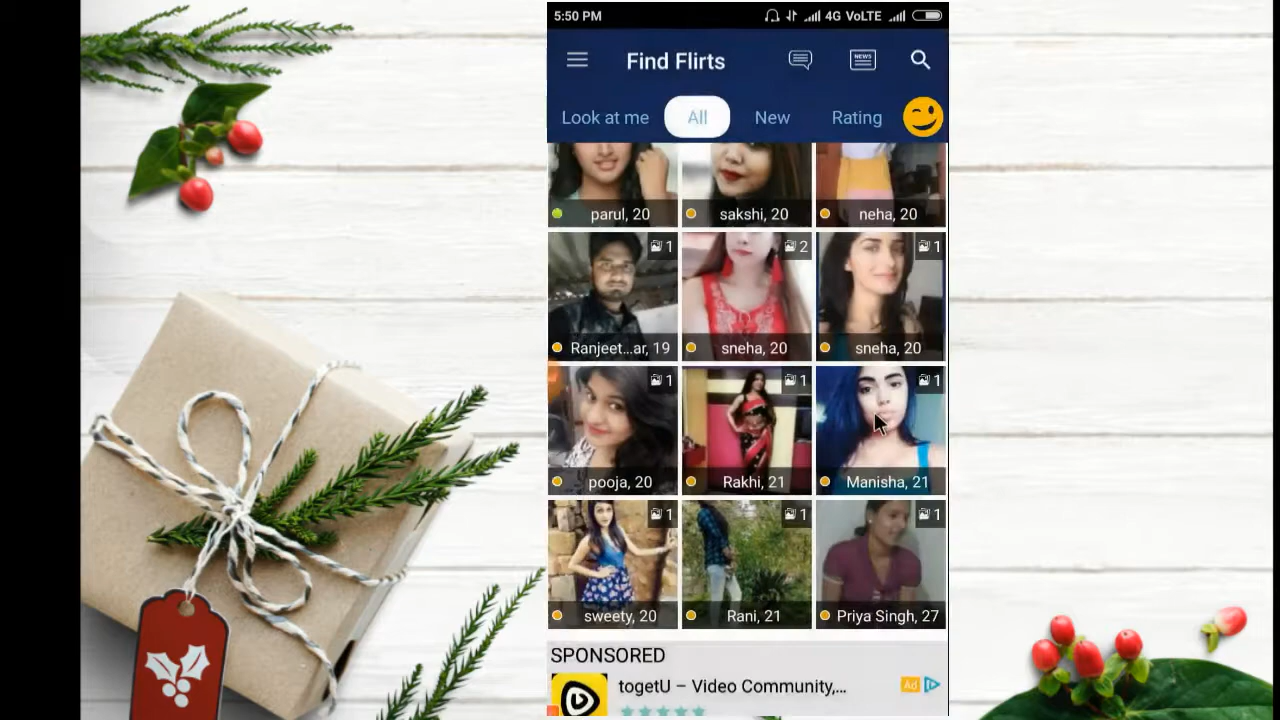 5:50 PM 4G VoLTE
Find Flirts NEWS
Look at me All New Rating
parul, 20 sakshi, 20 neha, 20
1 2 1
Ranjeet...ar, 19 sneha, 20 sneha, 20
1 1 1
pooja, 20 Rakhi, 21 Manisha, 21
1 1 1
sweety, 20 Rani, 21 Priya Singh, 27
SPONSORED
togetU – Video Community,...
Ad